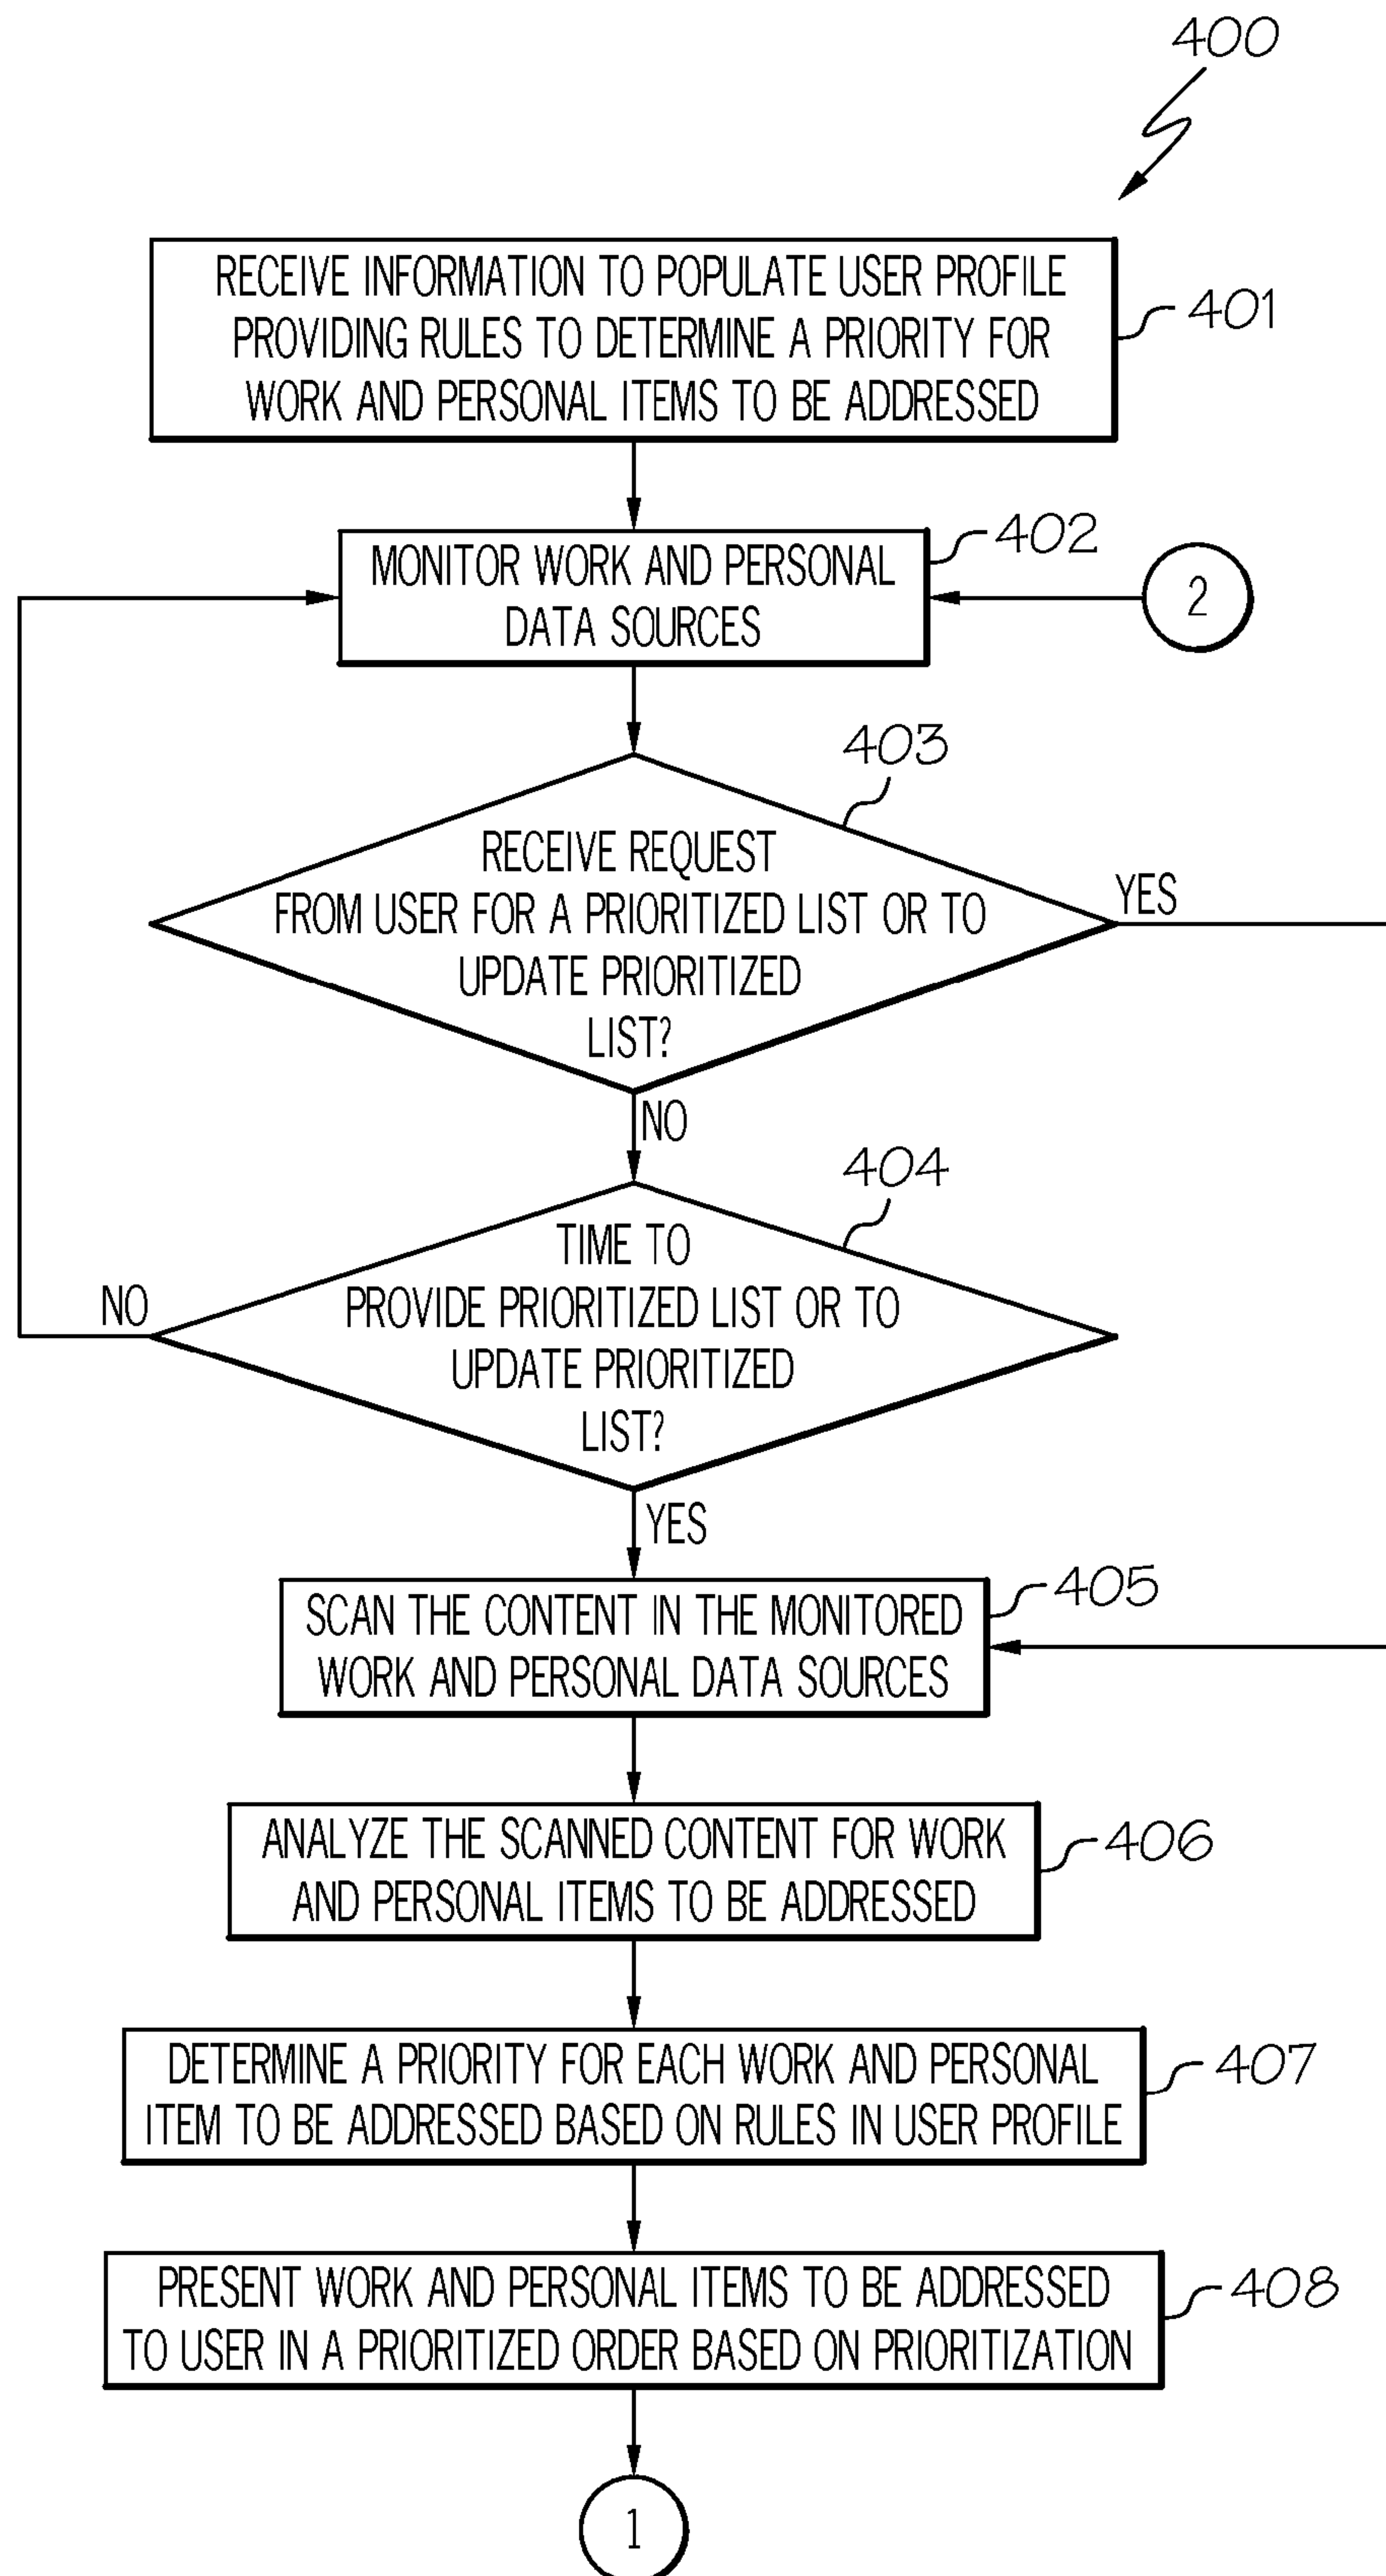 400
RECEIVE INFORMATION TO POPULATE USER PROFILE
PROVIDING RULES TO DETERMINE A PRIORITY FOR
WORK AND PERSONAL ITEMS TO BE ADDRESSED
401
MONITOR WORK AND PERSONAL
DATA SOURCES
402
2
403
RECEIVE REQUEST
FROM USER FOR A PRIORITIZED LIST OR TO
UPDATE PRIORITIZED
LIST?
YES
NO
404
TIME TO
PROVIDE PRIORITIZED LIST OR TO
UPDATE PRIORITIZED
LIST?
NO
YES
SCAN THE CONTENT IN THE MONITORED
WORK AND PERSONAL DATA SOURCES
405
ANALYZE THE SCANNED CONTENT FOR WORK
AND PERSONAL ITEMS TO BE ADDRESSED
406
DETERMINE A PRIORITY FOR EACH WORK AND PERSONAL
ITEM TO BE ADDRESSED BASED ON RULES IN USER PROFILE
407
PRESENT WORK AND PERSONAL ITEMS TO BE ADDRESSED
TO USER IN A PRIORITIZED ORDER BASED ON PRIORITIZATION
408
1